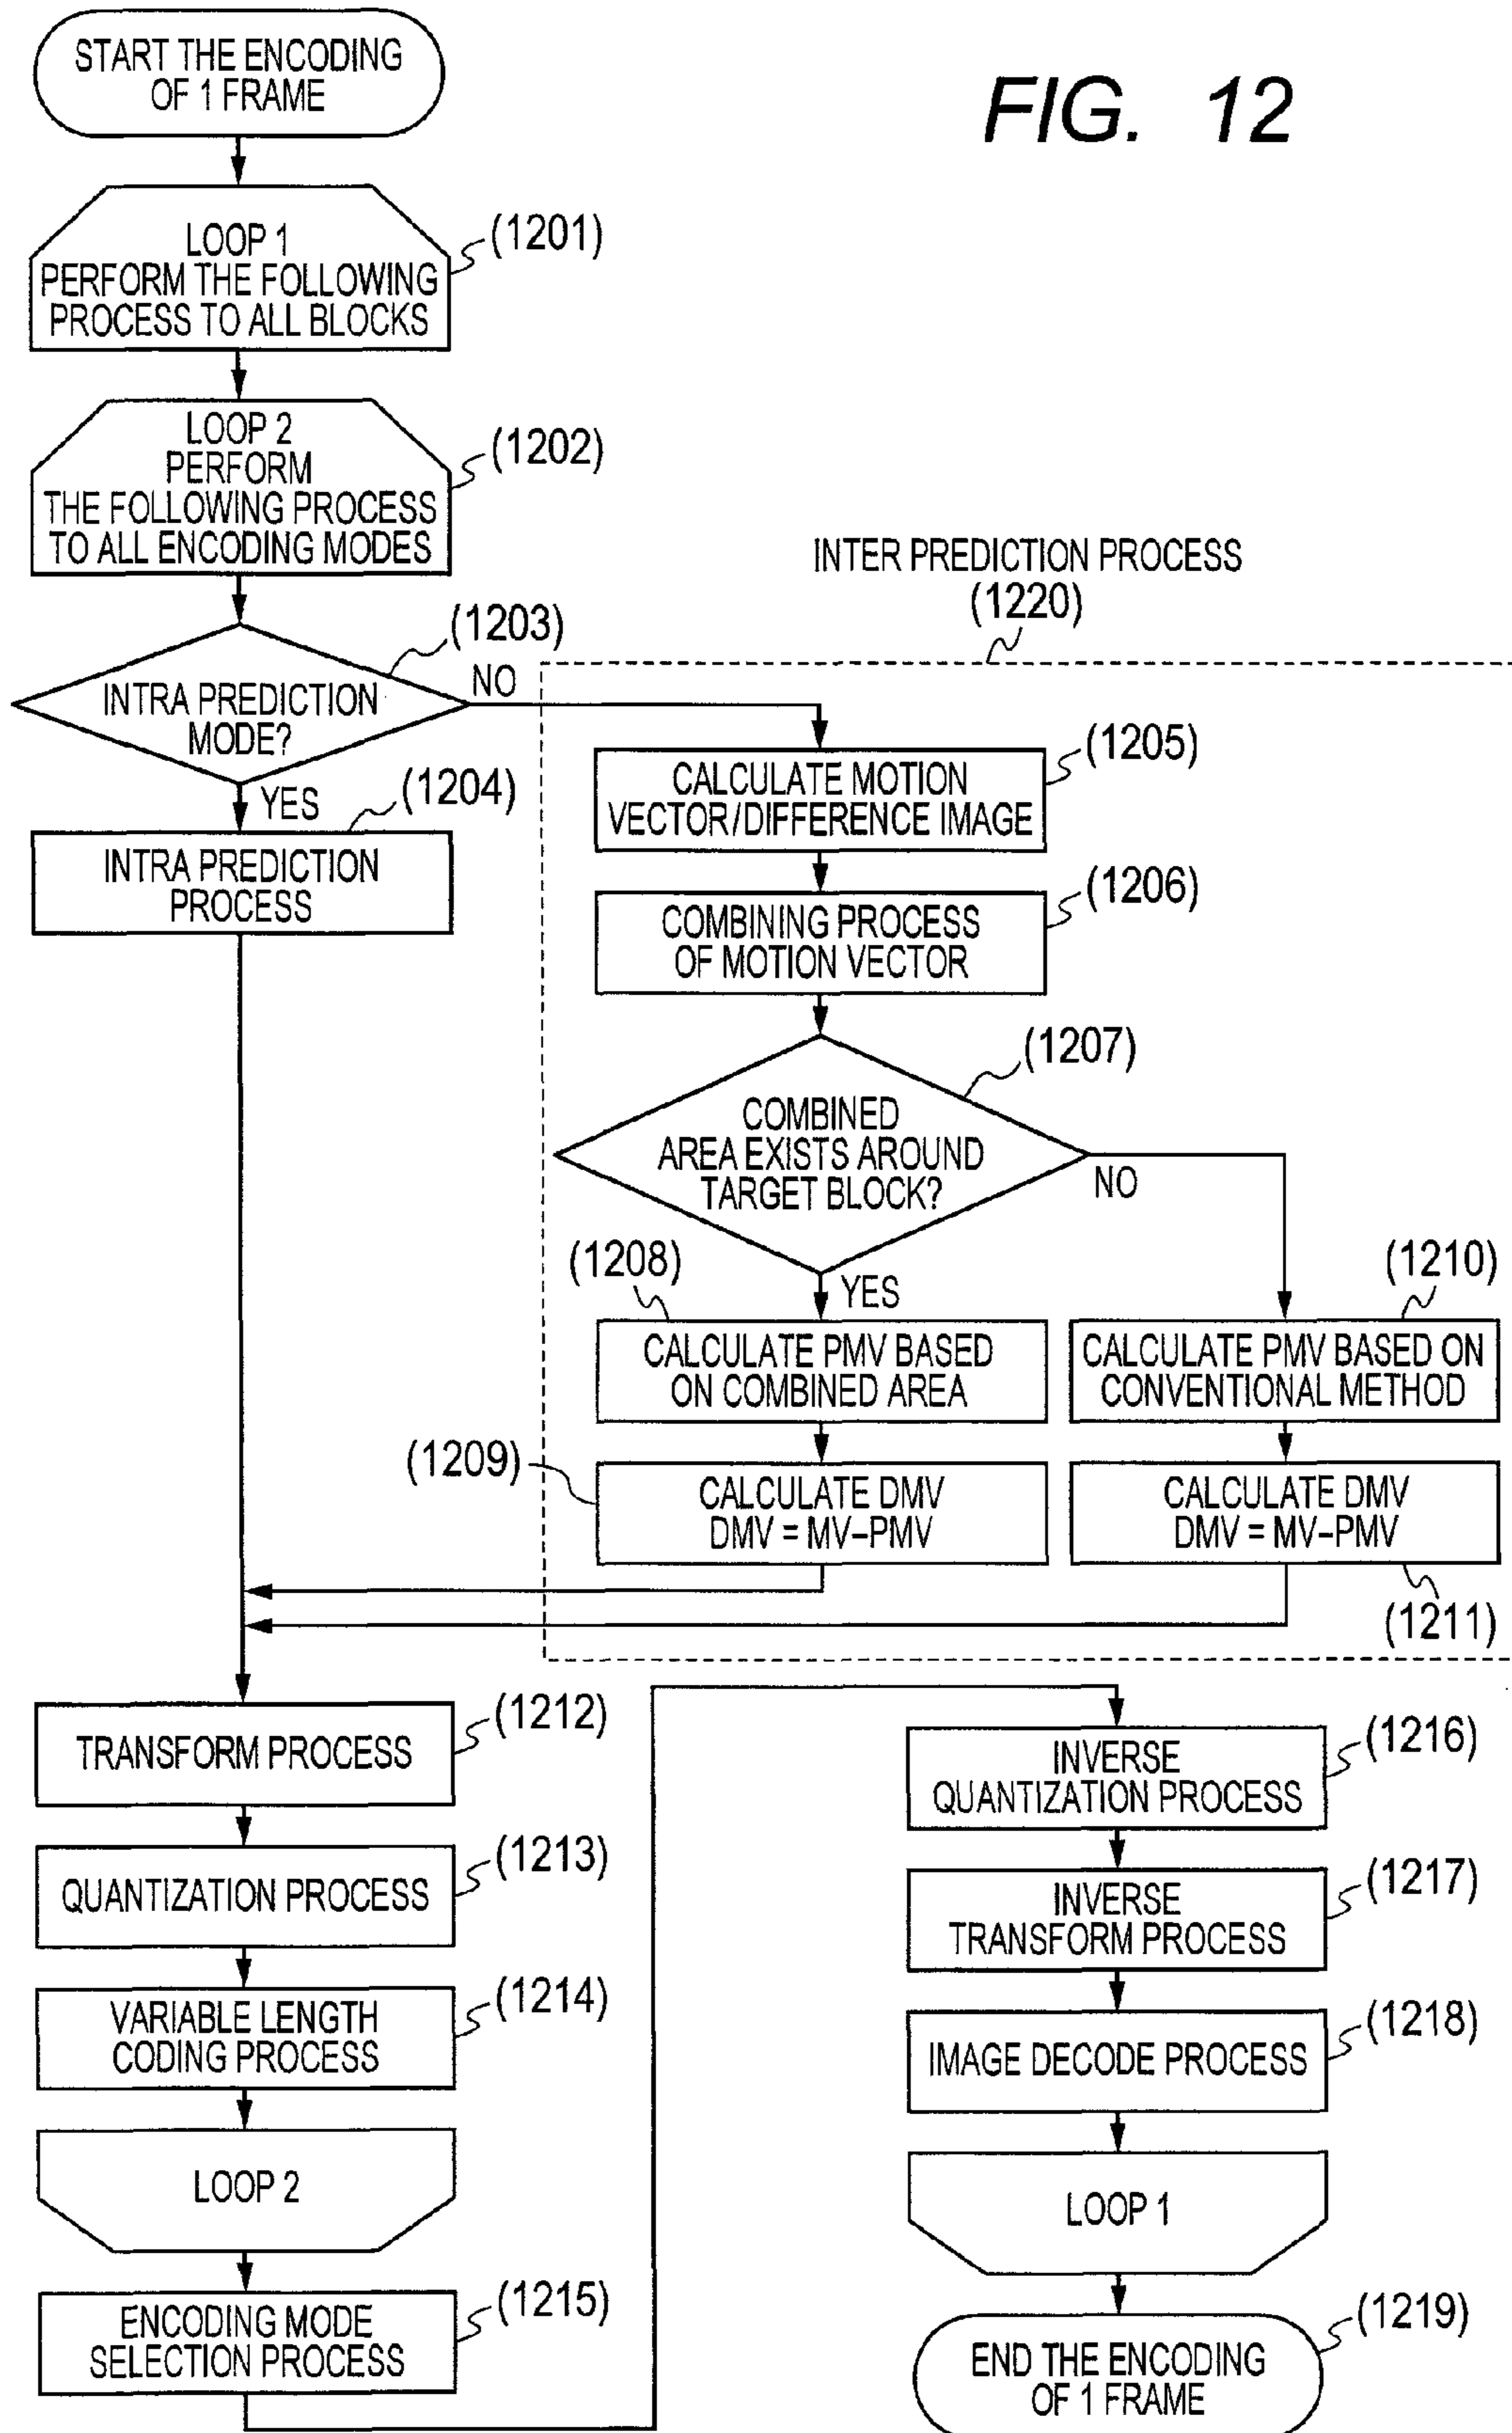 FIG. 12
START THE ENCODING
OF 1 FRAME
LOOP 1
PERFORM THE FOLLOWING
PROCESS TO ALL BLOCKS
(1201)
LOOP 2
PERFORM
THE FOLLOWING PROCESS
TO ALL ENCODING MODES
(1202)
INTRA PREDICTION
MODE?
(1203)
NO
YES
INTRA PREDICTION
PROCESS
(1204)
INTER PREDICTION PROCESS
(1220)
CALCULATE MOTION
VECTOR/DIFFERENCE IMAGE
(1205)
COMBINING PROCESS
OF MOTION VECTOR
(1206)
COMBINED
AREA EXISTS AROUND
TARGET BLOCK?
(1207)
NO
YES
(1208)
CALCULATE PMV BASED
ON COMBINED AREA
(1210)
CALCULATE PMV BASED ON
CONVENTIONAL METHOD
(1209)
CALCULATE DMV
DMV = MV-PMV
CALCULATE DMV
DMV = MV-PMV
(1211)
TRANSFORM PROCESS
(1212)
QUANTIZATION PROCESS
(1213)
VARIABLE LENGTH
CODING PROCESS
(1214)
LOOP 2
ENCODING MODE
SELECTION PROCESS
(1215)
INVERSE
QUANTIZATION PROCESS
(1216)
INVERSE
TRANSFORM PROCESS
(1217)
IMAGE DECODE PROCESS
(1218)
LOOP 1
END THE ENCODING
OF 1 FRAME
(1219)